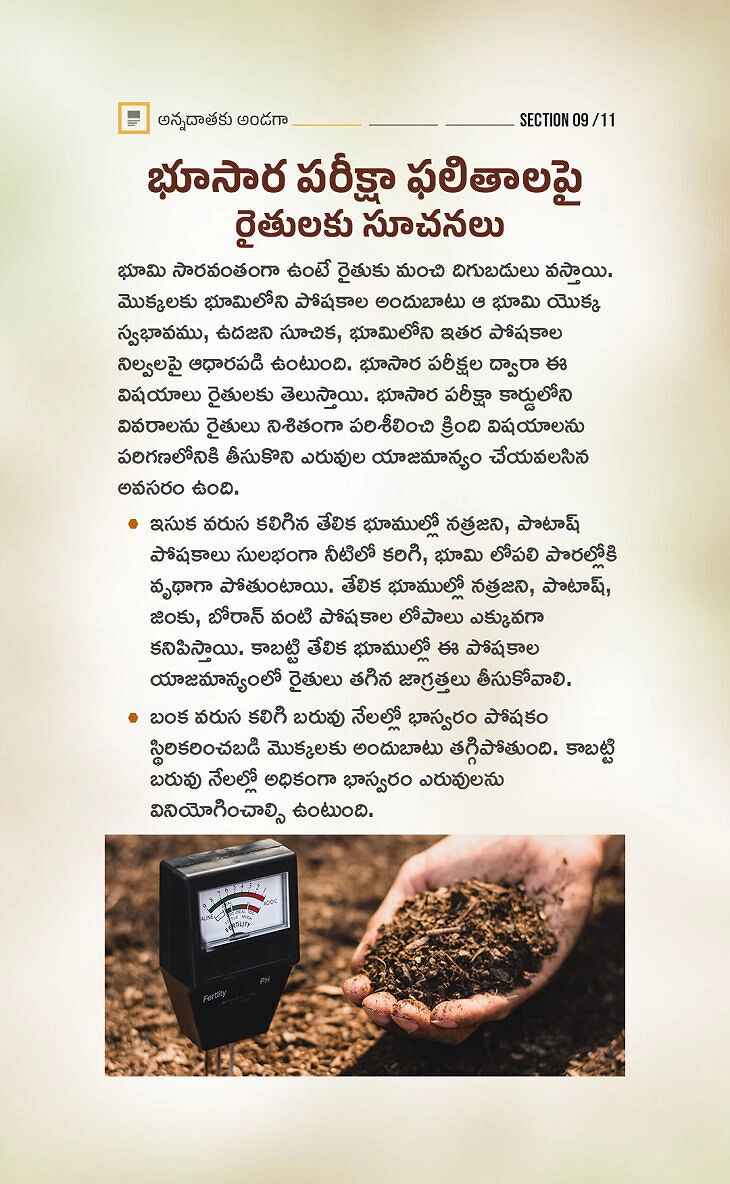 అన్నదాతకు అండగా
SECTION 09 / 11
భూసార పరీక్షా ఫలితాలపై
రైతులకు సూచనలు
భూమి సారవంతంగా ఉంటే రైతుకు మంచి దిగుబడులు వస్తాయి.
మొక్కలకు భూమిలోని పోషకాల అందుబాటు ఆ భూమి యొక్క
స్వభావము, ఉదజని సూచిక, భూమిలోని ఇతర పోషకాల
నిల్వలపై ఆధారపడి ఉంటుంది. భూసార పరీక్షల ద్వారా ఈ
విషయాలు రైతులకు తెలుస్తాయి. భూసార పరీక్షా కార్డులోని
వివరాలను రైతులు నిశితంగా పరిశీలించి క్రింది విషయాలను
పరిగణలోనికి తీసుకొని ఎరువుల యాజమాన్యం చేయవలసిన
అవసరం ఉంది.
ఇసుక వరుస కలిగిన తేలిక భూముల్లో నత్రజని, పొటాష్
పోషకాలు సులభంగా నీటిలో కరిగి, భూమి లోపలి పొరల్లోకి
వృథాగా పోతుంటాయి. తేలిక భూముల్లో నత్రజని, పొటాష్,
జింకు, బోరాన్ వంటి పోషకాల లోపాలు ఎక్కువగా
కనిపిస్తాయి. కాబట్టి తేలిక భూముల్లో ఈ పోషకాల
యాజమాన్యంలో రైతులు తగిన జాగ్రత్తలు తీసుకోవాలి.
బంక వరుస కలిగి బరువు నేలల్లో భాస్వరం పోషకం
స్థిరికరించబడి మొక్కలకు అందుబాటు తగ్గిపోతుంది. కాబట్టి
బరువు నేలల్లో అధికంగా భాస్వరం ఎరువులను
వినియోగించాల్సి ఉంటుంది.
FERTILITY
Fertility PH